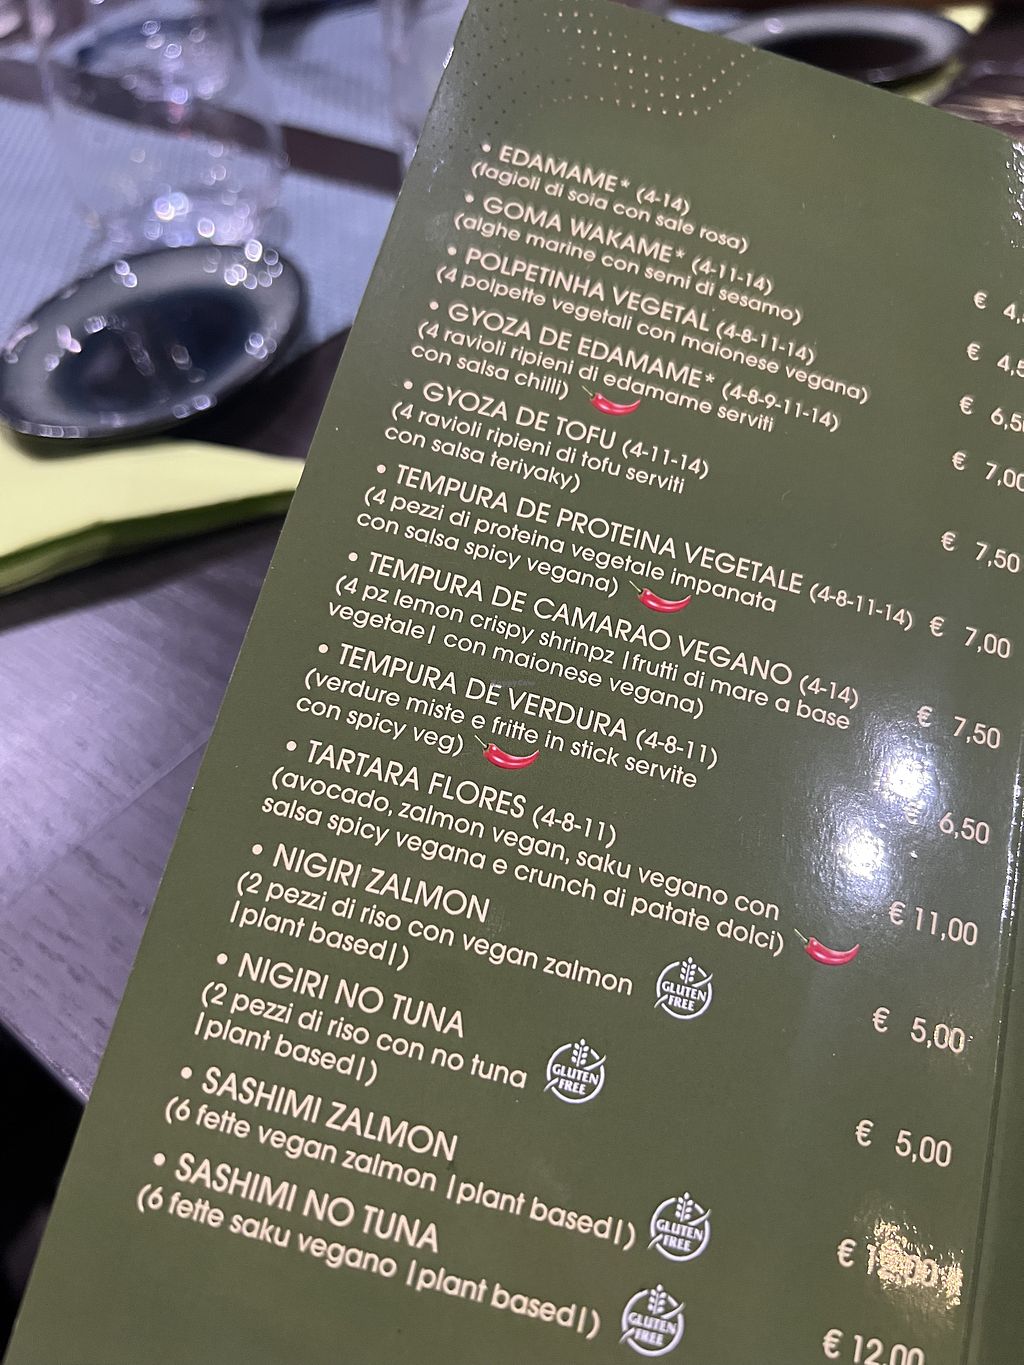 • EDAMAME* (4-14)
(fagioli di soia con sale rosa) € 4,
• GOMA WAKAME* (4-11-14)
(alghe marine con semi di sesamo) € 4,5
• POLPETINHA VEGETAL (4-8-11-14)
(4 polpette vegetali con maionese vegana) € 6,50
• GYOZA DE EDAMAME* (4-8-9-11-14)
(4 ravioli ripieni di edamame serviti € 7,00
con salsa chilli)
• GYOZA DE TOFU (4-11-14)
(4 ravioli ripieni di tofu serviti
con salsa teriyaky) € 7,50
• TEMPURA DE PROTEINA VEGETALE (4-8-11-14) € 7,00
(4 pezzi di proteina vegetale impanata
con salsa spicy vegana)
• TEMPURA DE CAMARAO VEGANO (4-14)
(4 pz lemon crispy shrinpz |frutti di mare a base € 7,50
vegetale| con maionese vegana)
• TEMPURA DE VERDURA (4-8-11)
(verdure miste e fritte in stick servite € 6,50
con spicy veg)
• TARTARA FLORES (4-8-11)
(avocado, zalmon vegan, saku vegano con € 11,00
salsa spicy vegana e crunch di patate dolci)
• NIGIRI ZALMON
(2 pezzi di riso con vegan zalmon GLUTEN FREE € 5,00
|plant based|)
• NIGIRI NO TUNA
(2 pezzi di riso con no tuna GLUTEN FREE € 5,00
|plant based|)
• SASHIMI ZALMON
(6 fette vegan zalmon |plant based|) GLUTEN FREE €
• SASHIMI NO TUNA
(6 fette saku vegano |plant based|) GLUTEN FREE € 12,00